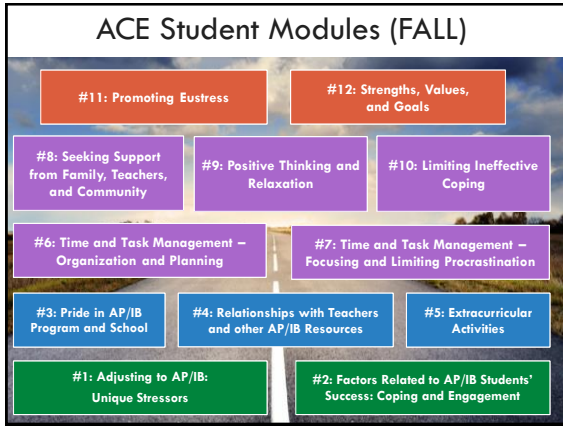 ACE Student Modules (FALL)
#11: Promoting Eustress
#12: Strengths, Values,
and Goals
#8: Seeking Support
from Family, Teachers,
and Community
#9: Positive Thinking and
Relaxation
#10: Limiting Ineffective
Coping
#6: Time and Task Management –
Organization and Planning
#7: Time and Task Management –
Focusing and Limiting Procrastination
#3: Pride in AP/IB
Program and School
#4: Relationships with Teachers
and other AP/IB Resources
#5: Extracurricular
Activities
#1: Adjusting to AP/IB:
Unique Stressors
#2: Factors Related to AP/IB Students'
Success: Coping and Engagement